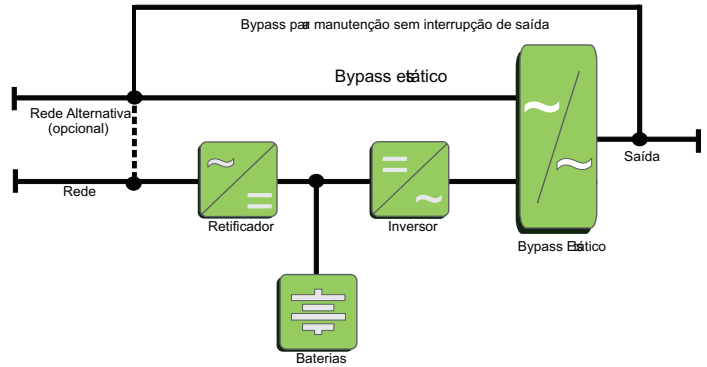 Bypass para manutenção sem interrupção de saída
Bypass estático
Rede Alternativa
(opcional)
Rede
Saída
Retificador
Inversor
Bypass Estático
Baterias